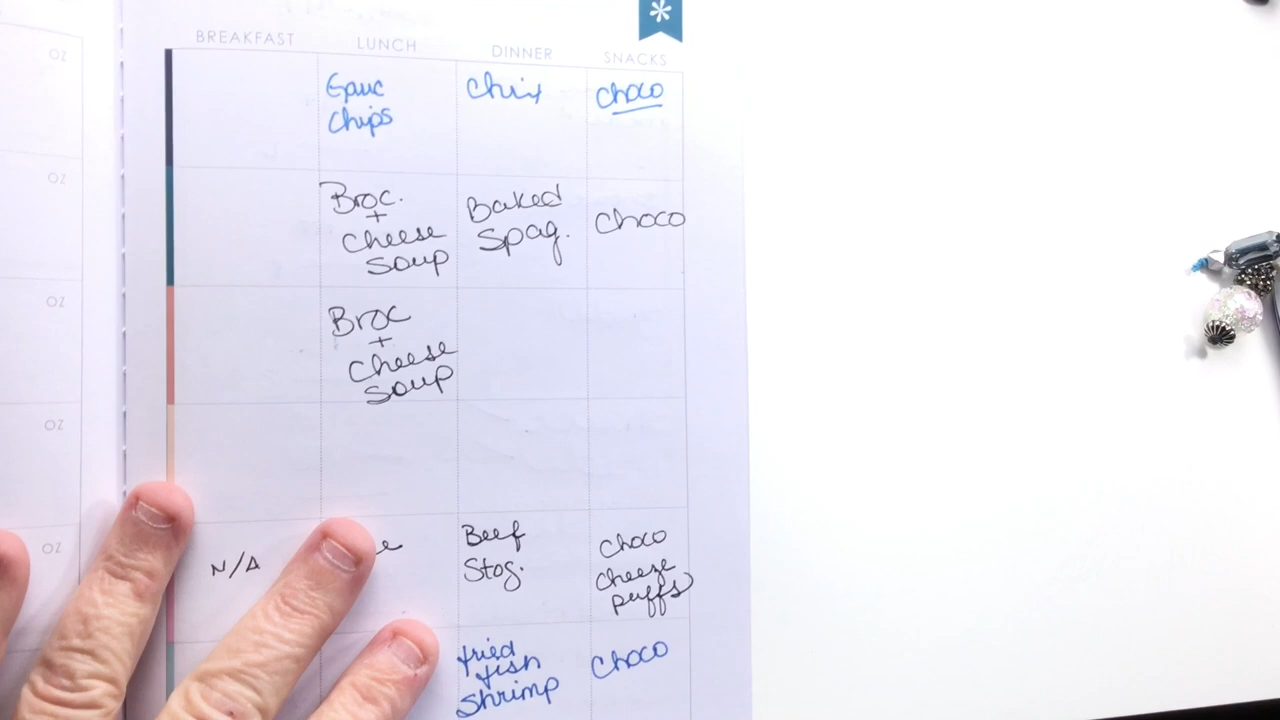 *
BREAKFAST LUNCH DINNER SNACKS
OZ
Guac
Chips
Chix
Choco
OZ
Broc.
+
Cheese
Soup
Baked
Spag.
Choco
OZ
Broc
+
Cheese
Soup
OZ
OZ
N/A
Beef
Stog.
Choco
Cheeze
puffs
fried
fish
Shrimp
Choco